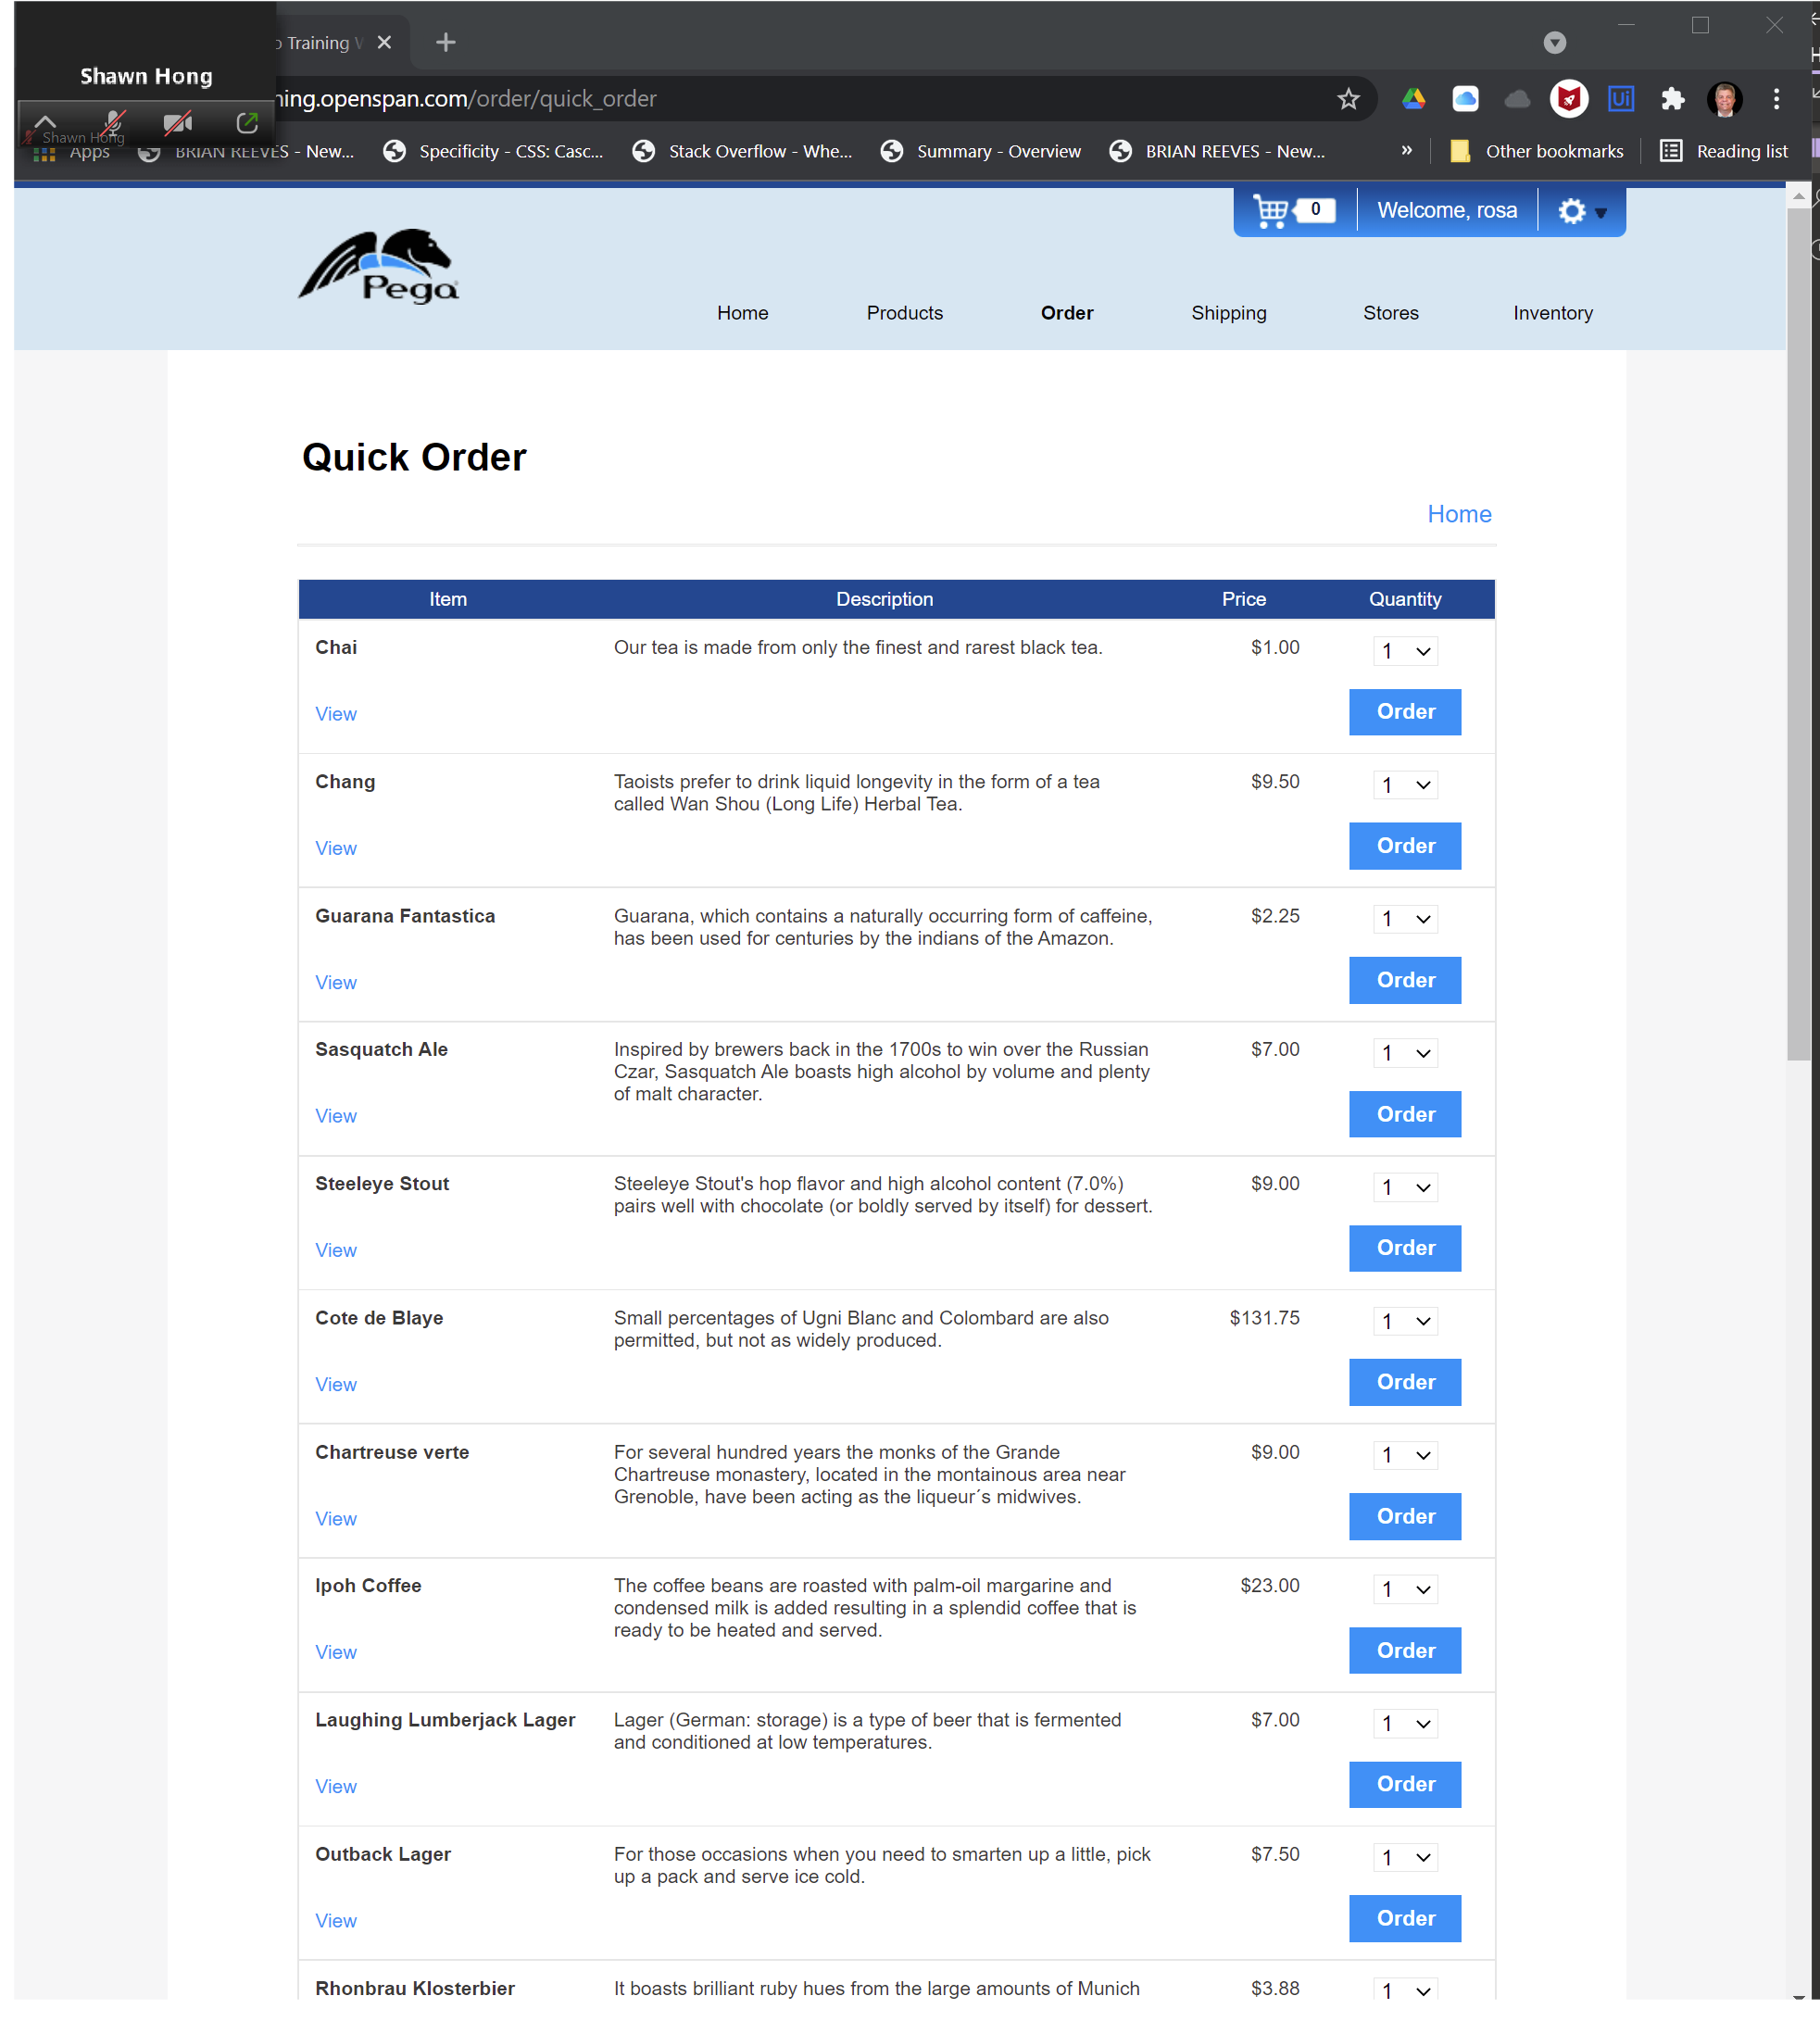 Shawn Hong
Training
Shawn Hong
ning.openspan.com/order/quick_order
Ui
Apps
BRIAN REEVES - New...
Specificity - CSS: Casc...
Stack Overflow - Whe...
Summary - Overview
BRIAN REEVES - New...
»
Other bookmarks
Reading list
0
Welcome, rosa
Pega
Home
Products
Order
Shipping
Stores
Inventory
Quick Order
Home
Item Description Price Quantity
Chai Our tea is made from only the finest and rarest black tea. $1.00 1
View Order
Chang Taoists prefer to drink liquid longevity in the form of a tea $9.50 1
called Wan Shou (Long Life) Herbal Tea.
View Order
Guarana Fantastica Guarana, which contains a naturally occurring form of caffeine, $2.25 1
has been used for centuries by the indians of the Amazon.
View Order
Sasquatch Ale Inspired by brewers back in the 1700s to win over the Russian $7.00 1
Czar, Sasquatch Ale boasts high alcohol by volume and plenty
of malt character.
View Order
Steeleye Stout Steeleye Stout's hop flavor and high alcohol content (7.0%) $9.00 1
pairs well with chocolate (or boldly served by itself) for dessert.
View Order
Cote de Blaye Small percentages of Ugni Blanc and Colombard are also $131.75 1
permitted, but not as widely produced.
View Order
Chartreuse verte For several hundred years the monks of the Grande $9.00 1
Chartreuse monastery, located in the montainous area near
Grenoble, have been acting as the liqueur´s midwives.
View Order
Ipoh Coffee The coffee beans are roasted with palm-oil margarine and $23.00 1
condensed milk is added resulting in a splendid coffee that is
ready to be heated and served.
View Order
Laughing Lumberjack Lager Lager (German: storage) is a type of beer that is fermented $7.00 1
and conditioned at low temperatures.
View Order
Outback Lager For those occasions when you need to smarten up a little, pick $7.50 1
up a pack and serve ice cold.
View Order
Rhonbrau Klosterbier It boasts brilliant ruby hues from the large amounts of Munich $3.88 1